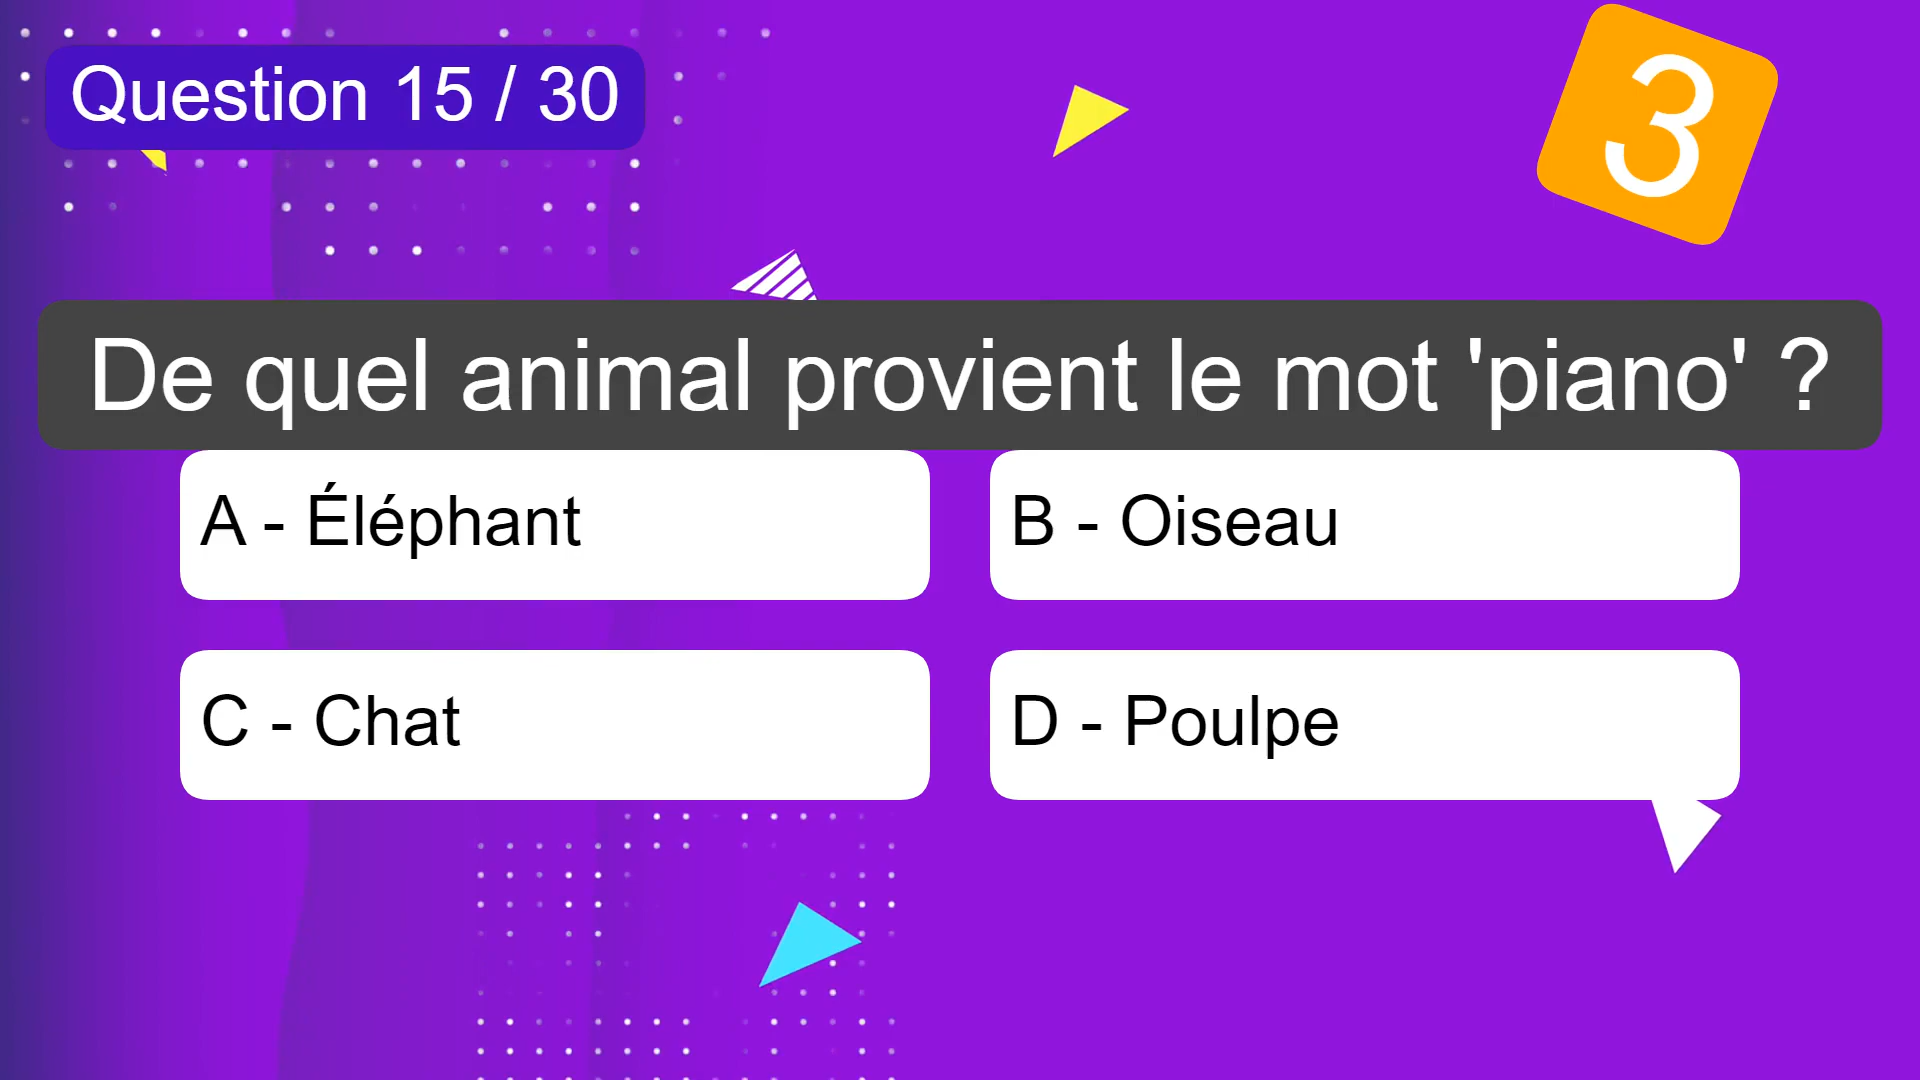 Question 15 / 30
3
De quel animal provient le mot 'piano' ?
A - Éléphant
B - Oiseau
C - Chat
D - Poulpe